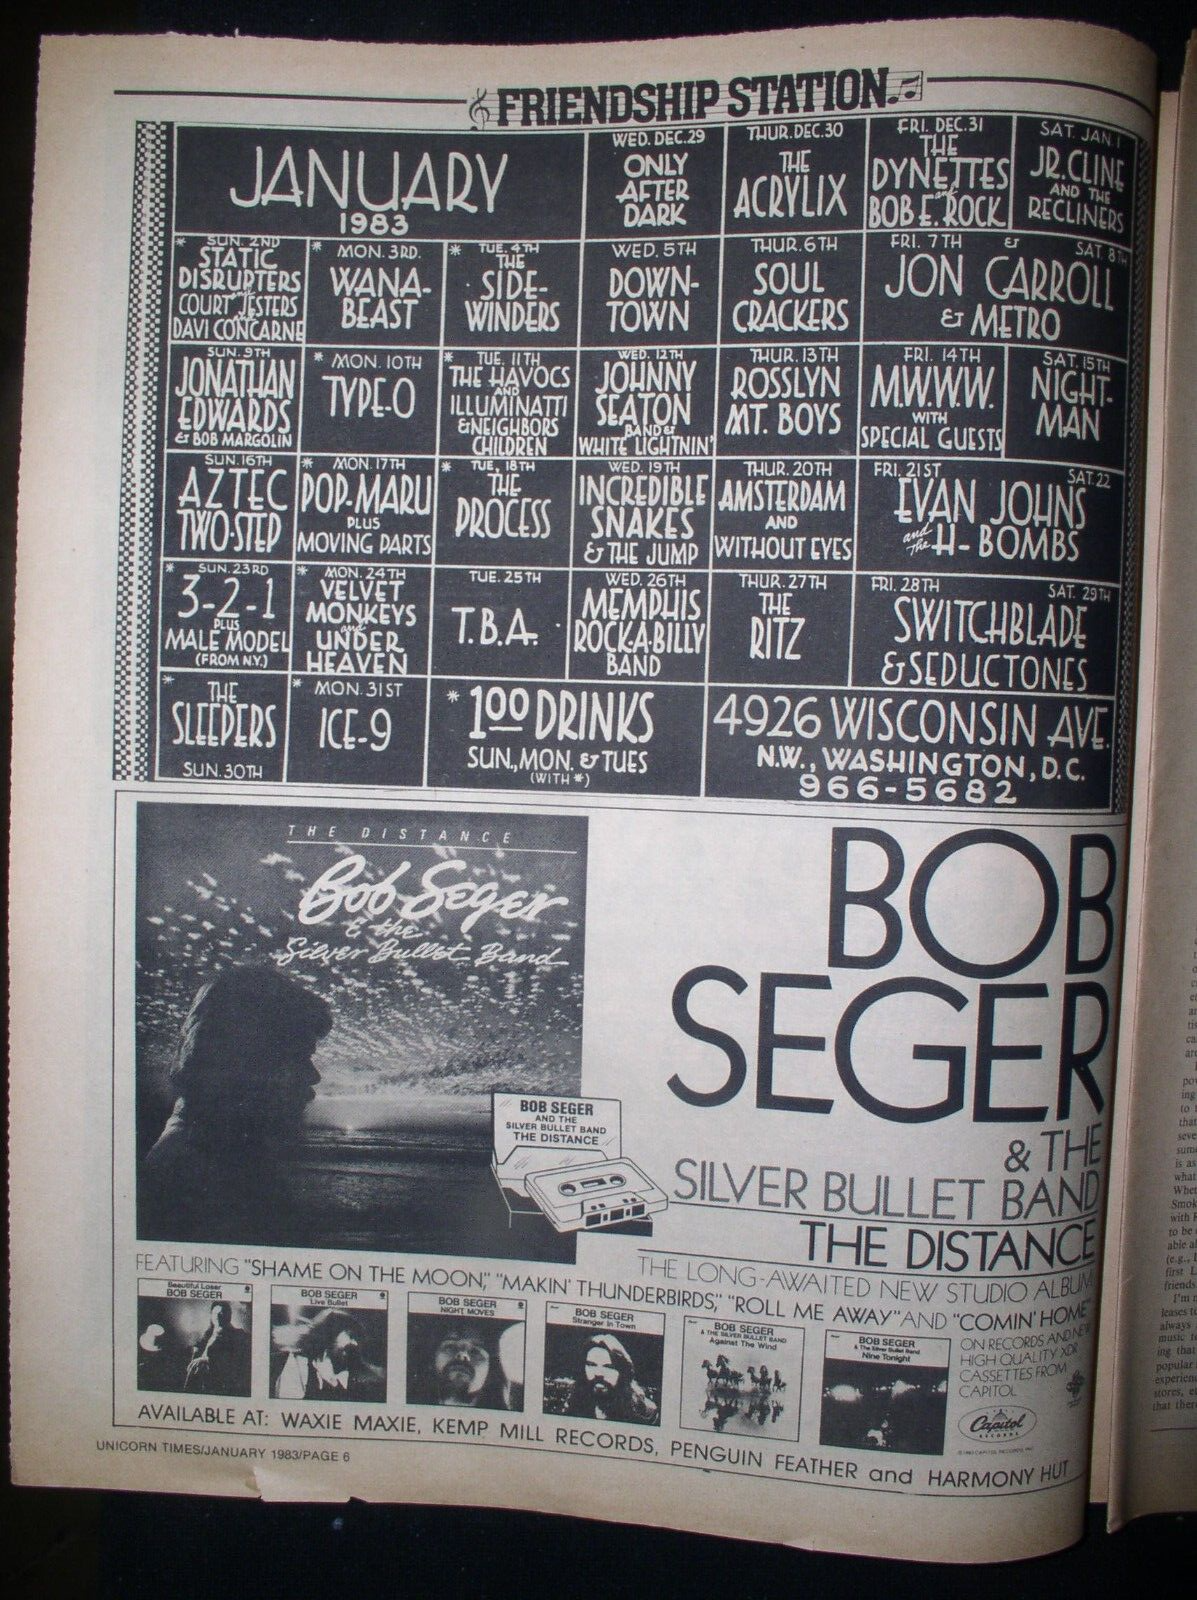 FRIENDSHIP STATION
JANUARY
1983
WED. DEC. 29
ONLY
AFTER
DARK
THUR. DEC. 30
THE
ACRYLIX
FRI. DEC. 31
THE
DYNETTES
and
BOB E. ROCK
SAT. JAN. 1
JR. CLINE
AND THE
RECLINERS
* SUN. 2ND
STATIC
DISRUPTERS
COURT JESTERS
DAVI CONCARNE
* MON. 3RD.
WANA-
BEAST
* TUE. 4TH
THE
SIDE-
WINDERS
WED. 5TH
DOWN-
TOWN
THUR. 6TH
SOUL
CRACKERS
FRI. 7TH & SAT. 8TH
JON CARROLL
& METRO
SUN. 9TH
JONATHAN
EDWARDS
& BOB MARGOLIN
* MON. 10TH
TYPE-O
* TUE. 11TH
THE HAVOCS
AND
ILLUMINATTI
& NEIGHBORS
CHILDREN
WED. 12TH
JOHNNY
SEATON
BAND &
WHITE LIGHTNIN'
THUR. 13TH
ROSSLYN
MT. BOYS
FRI. 14TH
M.W.W.W.
WITH
SPECIAL GUESTS
SAT. 15TH
NIGHT-
MAN
SUN. 16TH
AZTEC
TWO-STEP
* MON. 17TH
POP-MARU
PLUS
MOVING PARTS
* TUE. 18TH
THE
PROCESS
WED. 19TH
INCREDIBLE
SNAKES
& THE JUMP
THUR. 20TH
AMSTERDAM
AND
WITHOUT EYES
FRI. 21ST SAT. 22
EVAN JOHNS
and the H-BOMBS
* SUN. 23RD
3-2-1
PLUS
MALE MODEL
(FROM N.Y.)
* MON. 24TH
VELVET
MONKEYS
and
UNDER
HEAVEN
TUE. 25TH
T.B.A.
WED. 26TH
MEMPHIS
ROCK-A-BILLY
BAND
THUR. 27TH
THE
RITZ
FRI. 28TH SAT. 29TH
SWITCHBLADE
& SEDUCTONES
* THE
SLEEPERS
SUN. 30TH
* MON. 31ST
ICE-9
* 1.00 DRINKS
SUN., MON. & TUES
(WITH *)
4926 WISCONSIN AVE.
N.W., WASHINGTON, D.C.
966-5682
THE DISTANCE
Bob Seger
& the
Silver Bullet Band
BOB SEGER
AND THE
SILVER BULLET BAND
THE DISTANCE
BOB
SEGER
& THE
SILVER BULLET BAND
THE DISTANCE
THE LONG-AWAITED NEW STUDIO ALBUM
FEATURING "SHAME ON THE MOON," "MAKIN' THUNDERBIRDS," "ROLL ME AWAY" AND "COMIN' HOME"
Beautiful Loser
BOB SEGER
BOB SEGER
Live Bullet
BOB SEGER
NIGHT MOVES
BOB SEGER
Stranger in Town
BOB SEGER
& THE SILVER BULLET BAND
Against The Wind
BOB SEGER
& The Silver Bullet Band
Nine Tonight
ON RECORDS AND NEW
HIGH QUALITY XDR
CASSETTES FROM
CAPITOL
Capitol
RECORDS
© 1983 CAPITOL RECORDS, INC.
AVAILABLE AT: WAXIE MAXIE, KEMP MILL RECORDS, PENGUIN FEATHER and HARMONY HUT
UNICORN TIMES/JANUARY 1983/PAGE 6